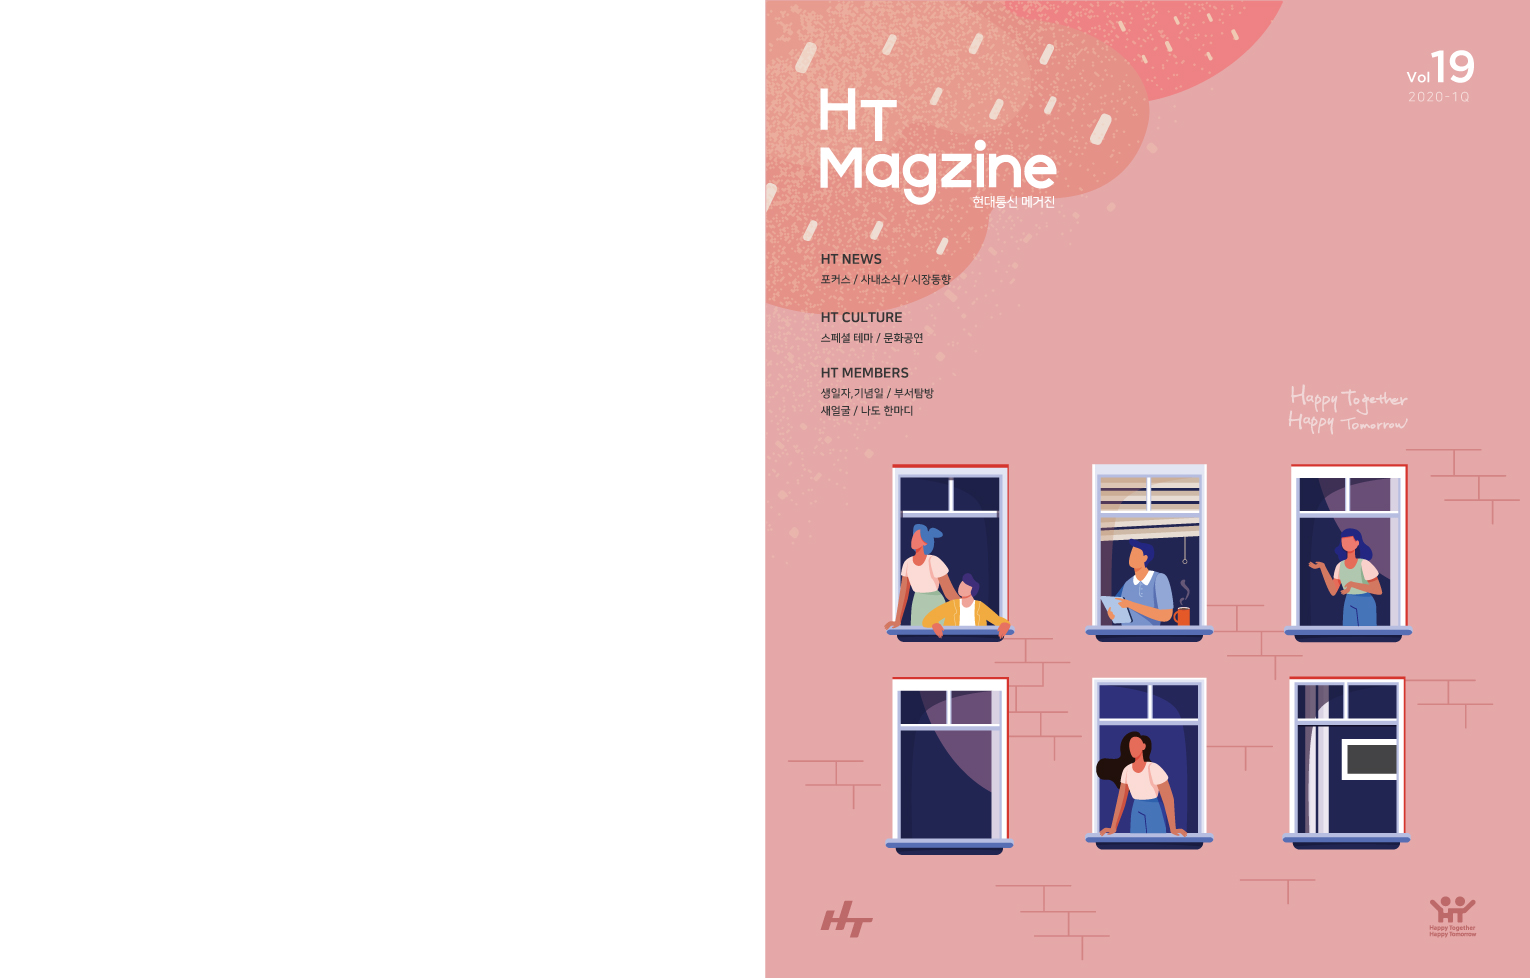 Vol 19
2020-1Q
HT
Magzine
현대통신 메거진
HT NEWS
포커스 / 사내소식 / 시장동향
HT CULTURE
스페셜 테마 / 문화공연
HT MEMBERS
생일자,기념일 / 부서탐방
새얼굴 / 나도 한마디
Happy Together
Happy Tomorrow
HT
HT
Happy Together
Happy Tomorrow